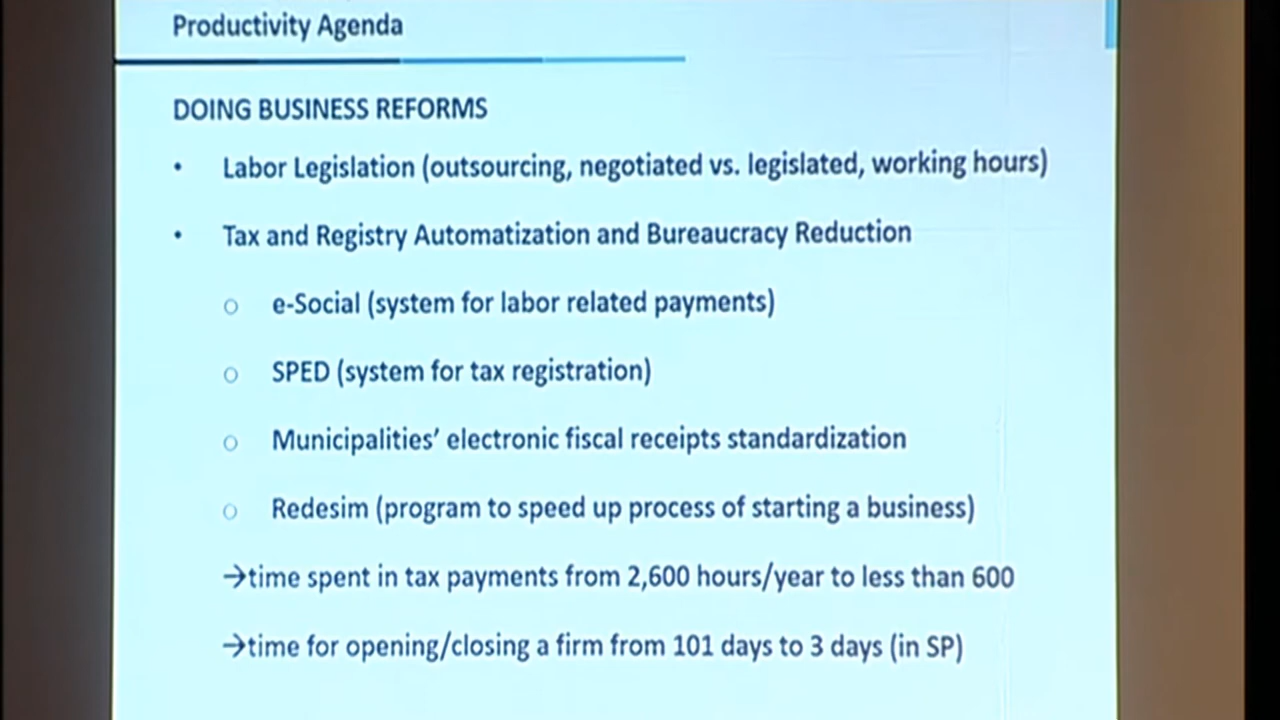 Productivity Agenda
DOING BUSINESS REFORMS
• Labor Legislation (outsourcing, negotiated vs. legislated, working hours)
• Tax and Registry Automatization and Bureaucracy Reduction
o e-Social (system for labor related payments)
o SPED (system for tax registration)
o Municipalities’ electronic fiscal receipts standardization
o Redesim (program to speed up process of starting a business)
→time spent in tax payments from 2,600 hours/year to less than 600
→time for opening/closing a firm from 101 days to 3 days (in SP)